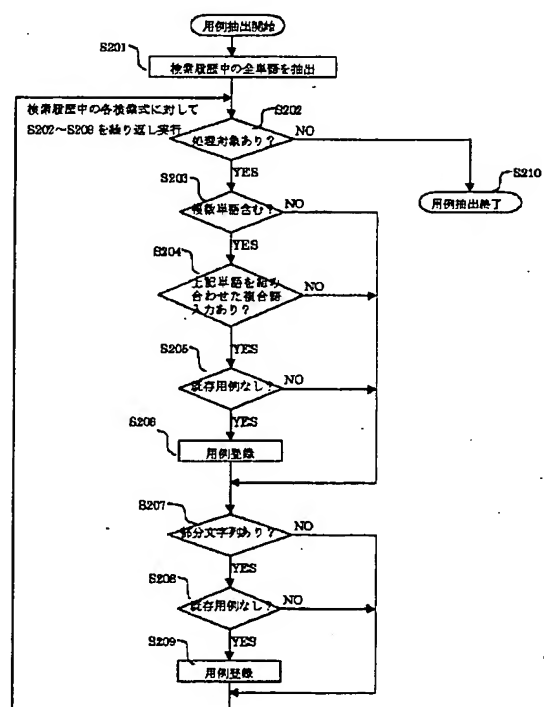 用例抽出開始
S201
検索履歴中の全単語を抽出
検索履歴中の各検索式に対して
S202～S208 を繰り返し実行
S202
処理対象あり？
NO
YES
S210
用例抽出終了
S203
複数単語含む？
NO
YES
S204
上記単語を組み
合わせた複合語
入力あり？
NO
YES
S205
既存用例なし？
NO
YES
S206
用例登録
S207
部分文字列あり？
NO
YES
S208
既存用例なし？
NO
YES
S209
用例登録